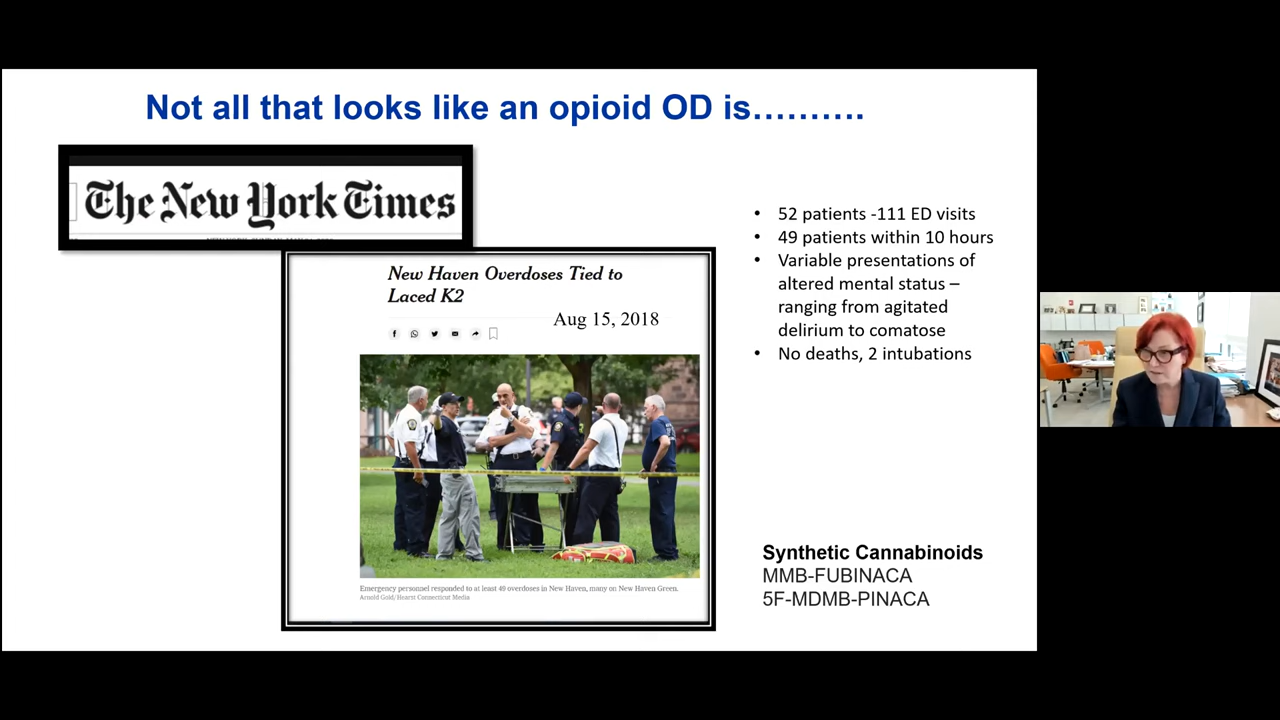 Not all that looks like an opioid OD is……….
The New York Times
New Haven Overdoses Tied to
Laced K2
Aug 15, 2018
Emergency personnel responded to at least 49 overdoses in New Haven, many on New Haven Green.
Arnold Gold/Hearst Connecticut Media
• 52 patients -111 ED visits
• 49 patients within 10 hours
• Variable presentations of
altered mental status –
ranging from agitated
delirium to comatose
• No deaths, 2 intubations
Synthetic Cannabinoids
MMB-FUBINACA
5F-MDMB-PINACA